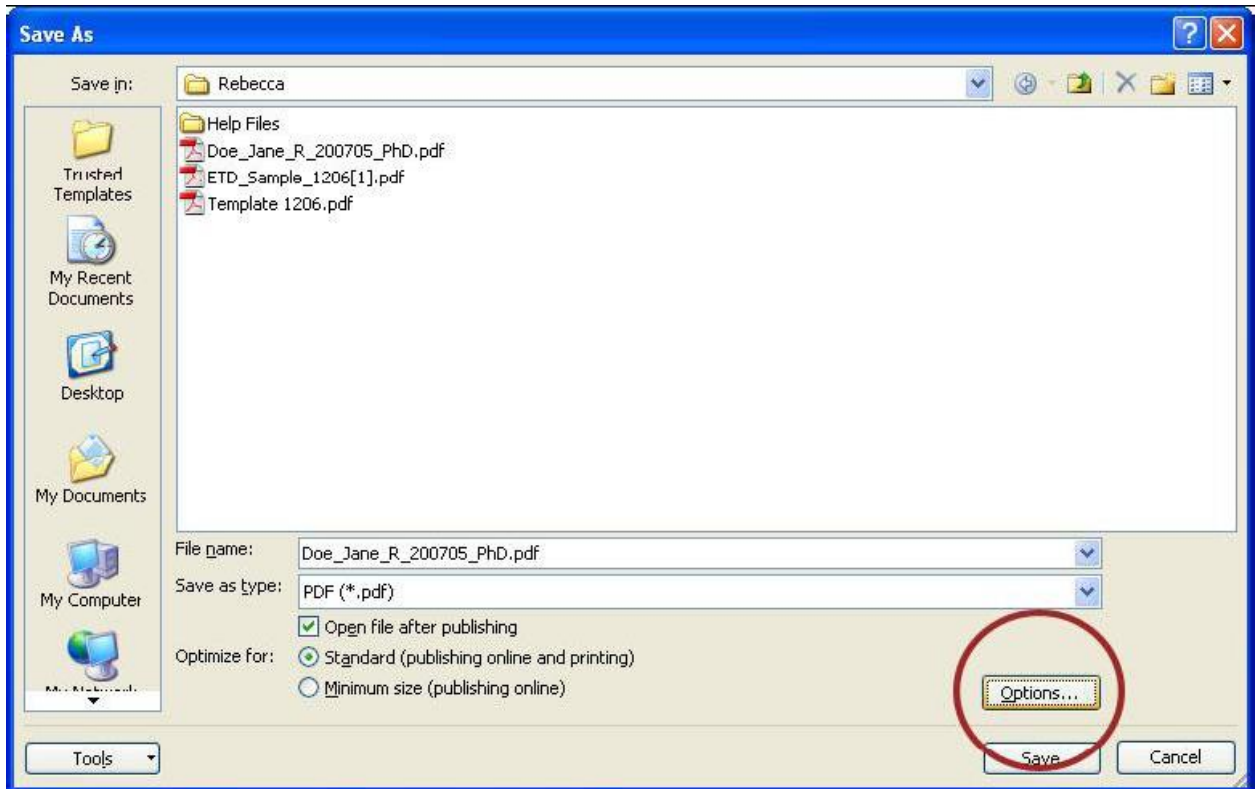 Save As
Save in:
Rebecca
Help Files
Doe_Jane_R_200705_PhD.pdf
ETD_Sample_1206[1].pdf
Template 1206.pdf
Trusted
Templates
My Recent
Documents
Desktop
My Documents
My Computer
My Network
File name:
Doe_Jane_R_200705_PhD.pdf
Save as type:
PDF (*.pdf)
Open file after publishing
Optimize for:
Standard (publishing online and printing)
Minimum size (publishing online)
Options...
Tools
Save
Cancel